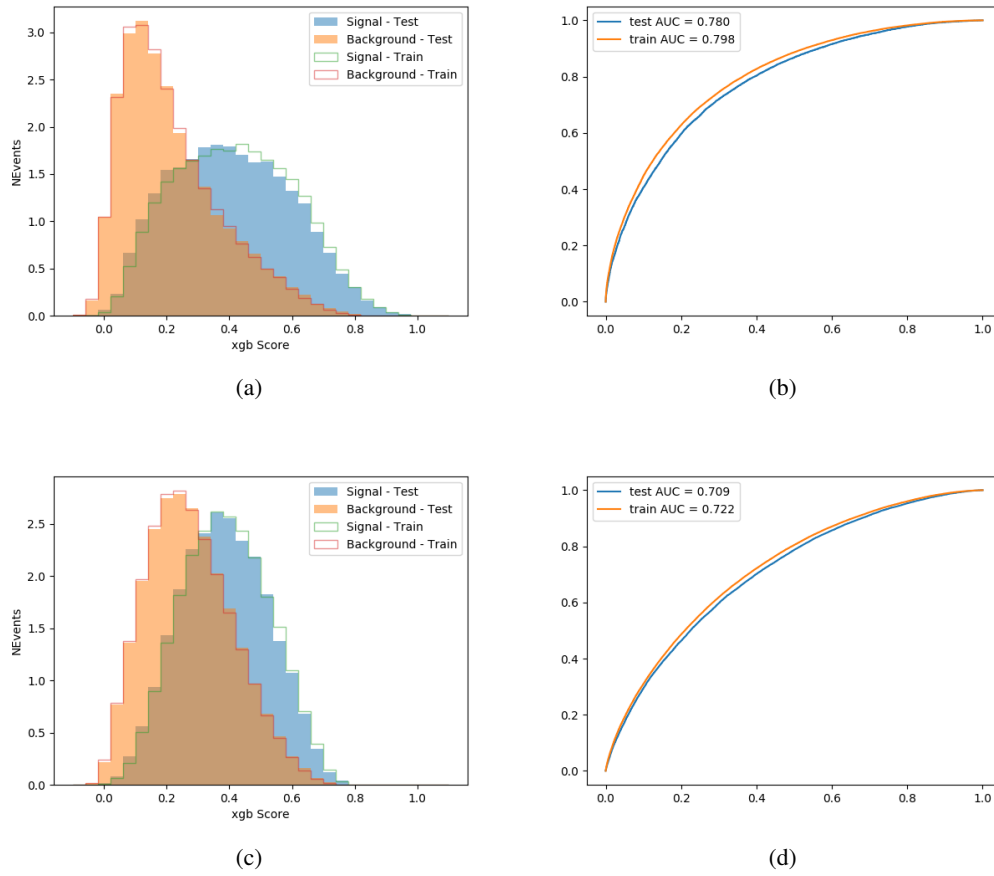 Signal - Test
Background - Test
Signal - Train
Background - Train
NEvents
3.0
2.5
2.0
1.5
1.0
0.5
0.0
0.0 0.2 0.4 0.6 0.8 1.0
xgb Score
(a)
test AUC = 0.780
train AUC = 0.798
1.0
0.8
0.6
0.4
0.2
0.0
0.0 0.2 0.4 0.6 0.8 1.0
(b)
Signal - Test
Background - Test
Signal - Train
Background - Train
NEvents
2.5
2.0
1.5
1.0
0.5
0.0
0.0 0.2 0.4 0.6 0.8 1.0
xgb Score
(c)
test AUC = 0.709
train AUC = 0.722
1.0
0.8
0.6
0.4
0.2
0.0
0.0 0.2 0.4 0.6 0.8 1.0
(d)